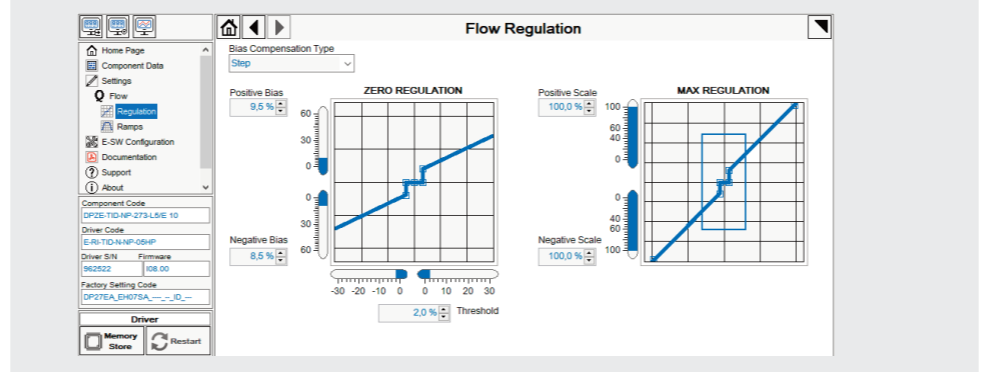 Flow Regulation
Home Page
Component Data
Settings
Flow
Regulation
Ramps
E-SW Configuration
Documentation
Support
About
Component Code
DPZE-TID-NP-273-L5/E 10
Driver Code
E-RI-TID-N-NP-05HP
Driver S/N Firmware
962522 I08.00
Factory Setting Code
DP27EA_EH07SA_---_--_ID_---
Driver
Memory Store
Restart
Bias Compensation Type
Step
Positive Bias
9,5 %
ZERO REGULATION
60
30
0
0
30
60
Negative Bias
8,5 %
-30 -20 -10 0 0 10 20 30
2,0 % Threshold
Positive Scale
100,0 %
MAX REGULATION
100
60
40
0
0
40
60
100
Negative Scale
100,0 %